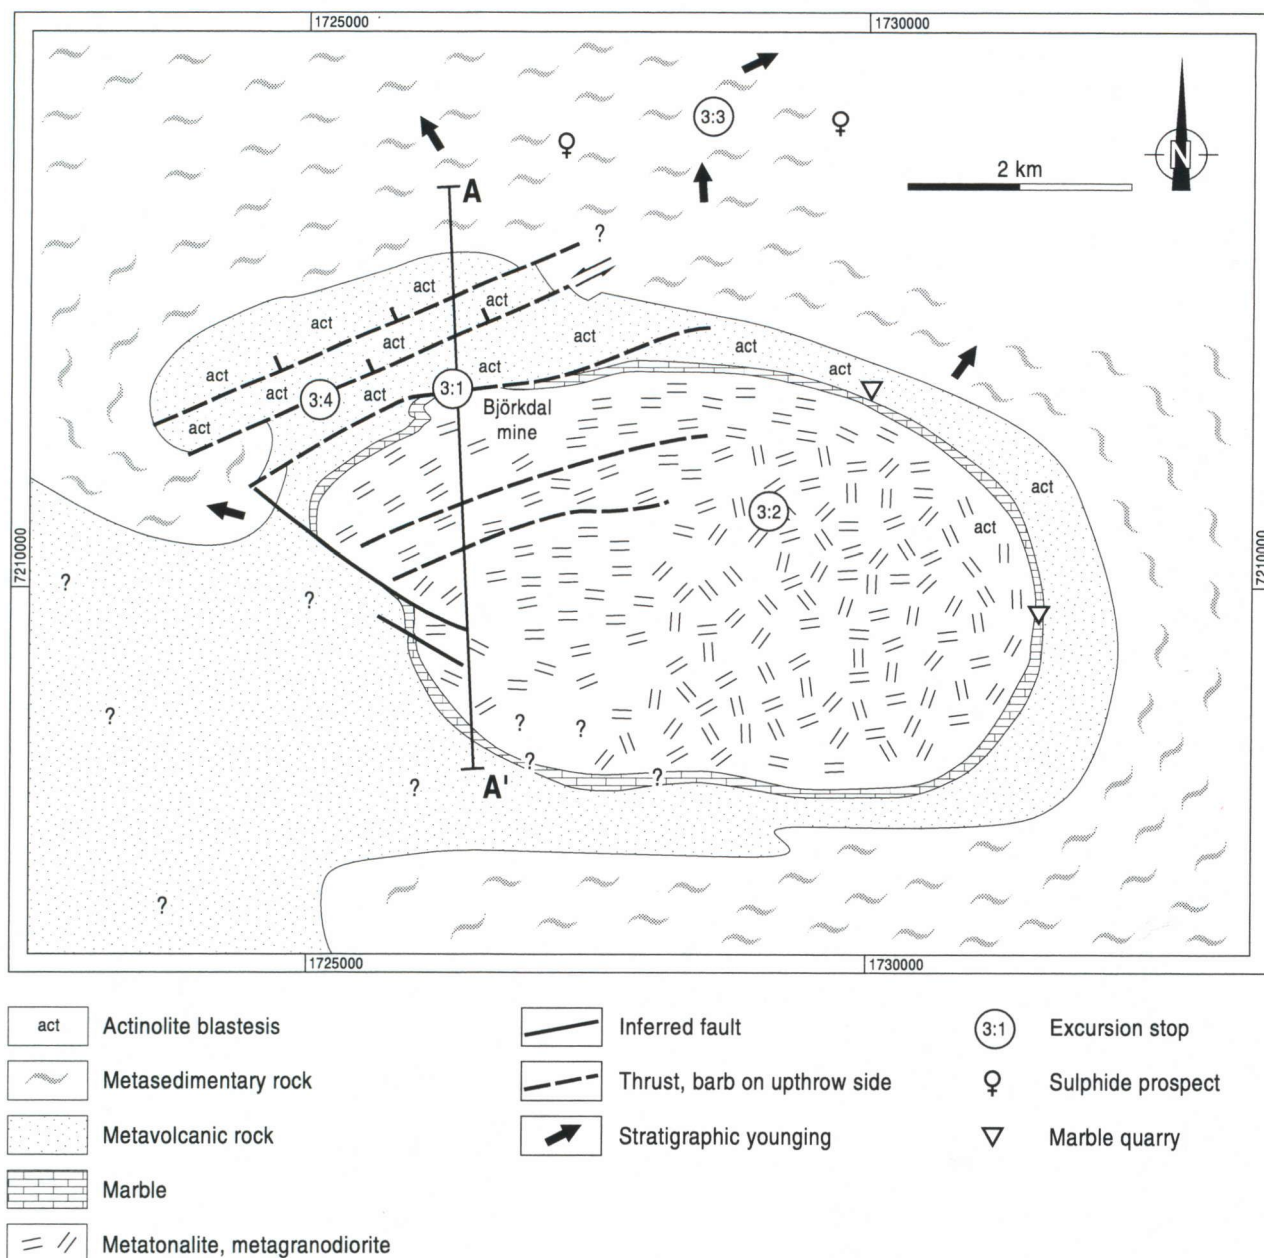 1725000
1730000
3:3
N
2 km
A
?
act
act
act
act
act
act
act
act
act
act
act
act
3:1
3:4
Björkdal
mine
act
act
3:2
7210000
7210000
?
?
?
?
?
?
?
?
A'
?
1725000
1730000
act Actinolite blastesis
Metasedimentary rock
Metavolcanic rock
Marble
Metatonalite, metagranodiorite
Inferred fault
Thrust, barb on upthrow side
Stratigraphic younging
3:1 Excursion stop
Sulphide prospect
Marble quarry